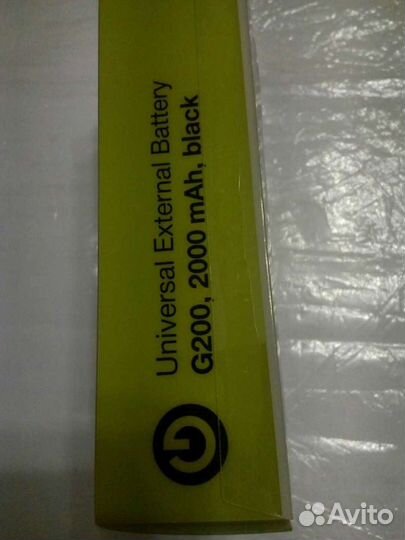 Universal External Battery
G200, 2000 mAh, black
Avito